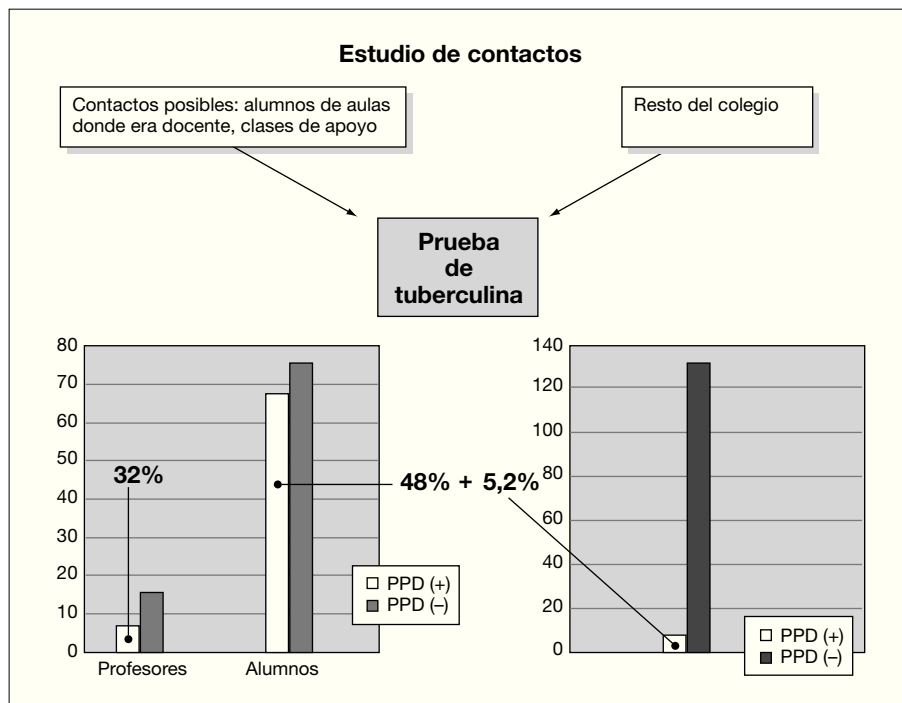 Estudio de contactos
Contactos posibles: alumnos de aulas
donde era docente, clases de apoyo
Resto del colegio
Prueba
de
tuberculina
80
70
60
50
40
30
20
10
0
32%
Profesores
Alumnos
PPD (+)
PPD (–)
48% + 5,2%
140
120
100
80
60
40
20
0
PPD (+)
PPD (–)